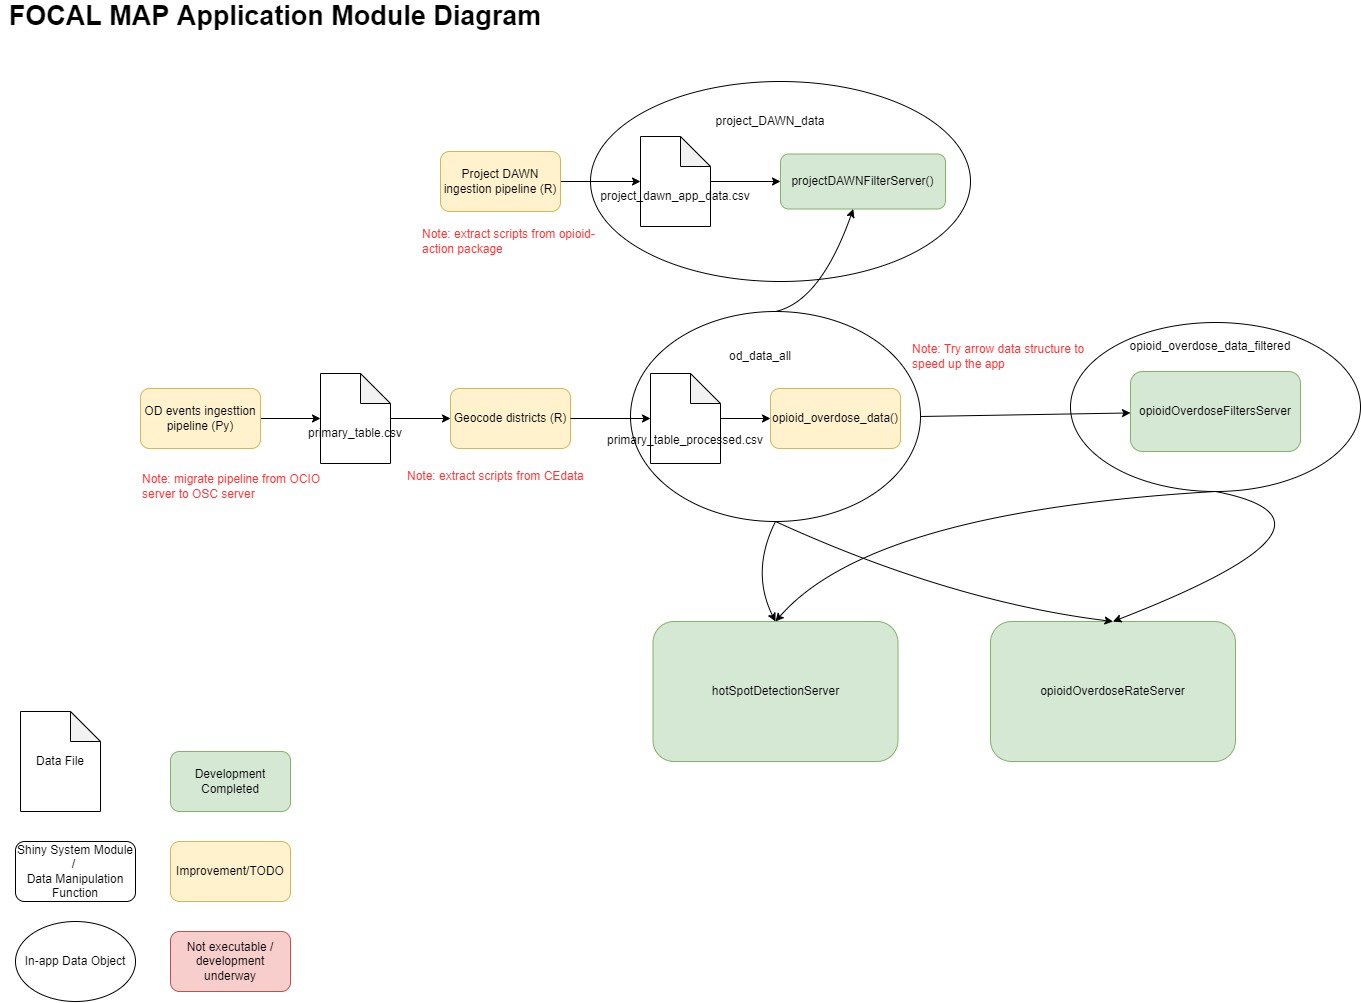 FOCAL MAP Application Module Diagram
project_DAWN_data
Project DAWN
ingestion pipeline (R)
project_dawn_app_data.csv
projectDAWNFilterServer()
Note: extract scripts from opioid-
action package
od_data_all
Note: Try arrow data structure to
speed up the app
opioid_overdose_data_filtered
OD events ingesttion
pipeline (Py)
primary_table.csv
Geocode districts (R)
primary_table_processed.csv
opioid_overdose_data()
opioidOverdoseFiltersServer
Note: migrate pipeline from OCIO
server to OSC server
Note: extract scripts from CEdata
hotSpotDetectionServer
opioidOverdoseRateServer
Data File
Development
Completed
Shiny System Module
/
Data Manipulation
Function
Improvement/TODO
In-app Data Object
Not executable /
development
underway